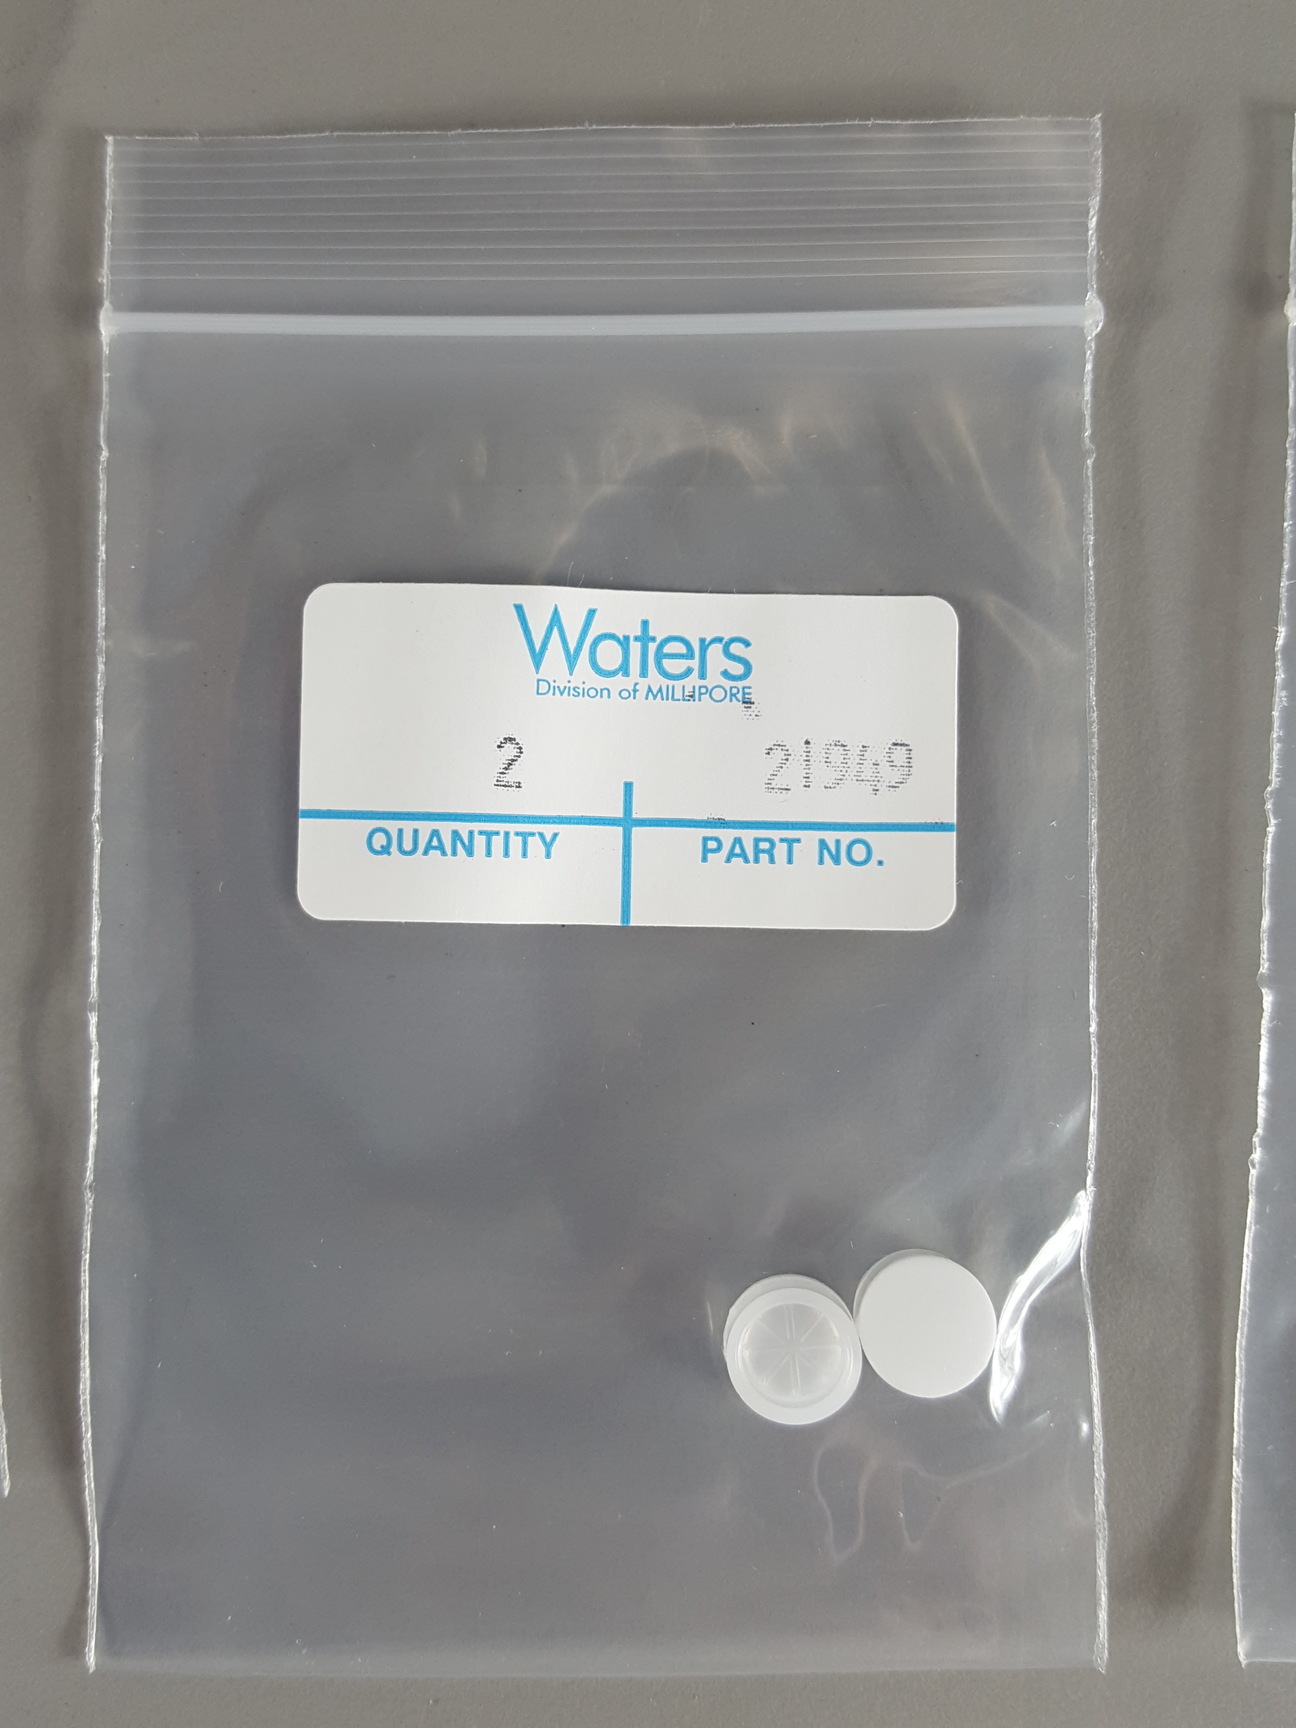 Waters
Division of MILLIPORE
2
QUANTITY
PART NO.